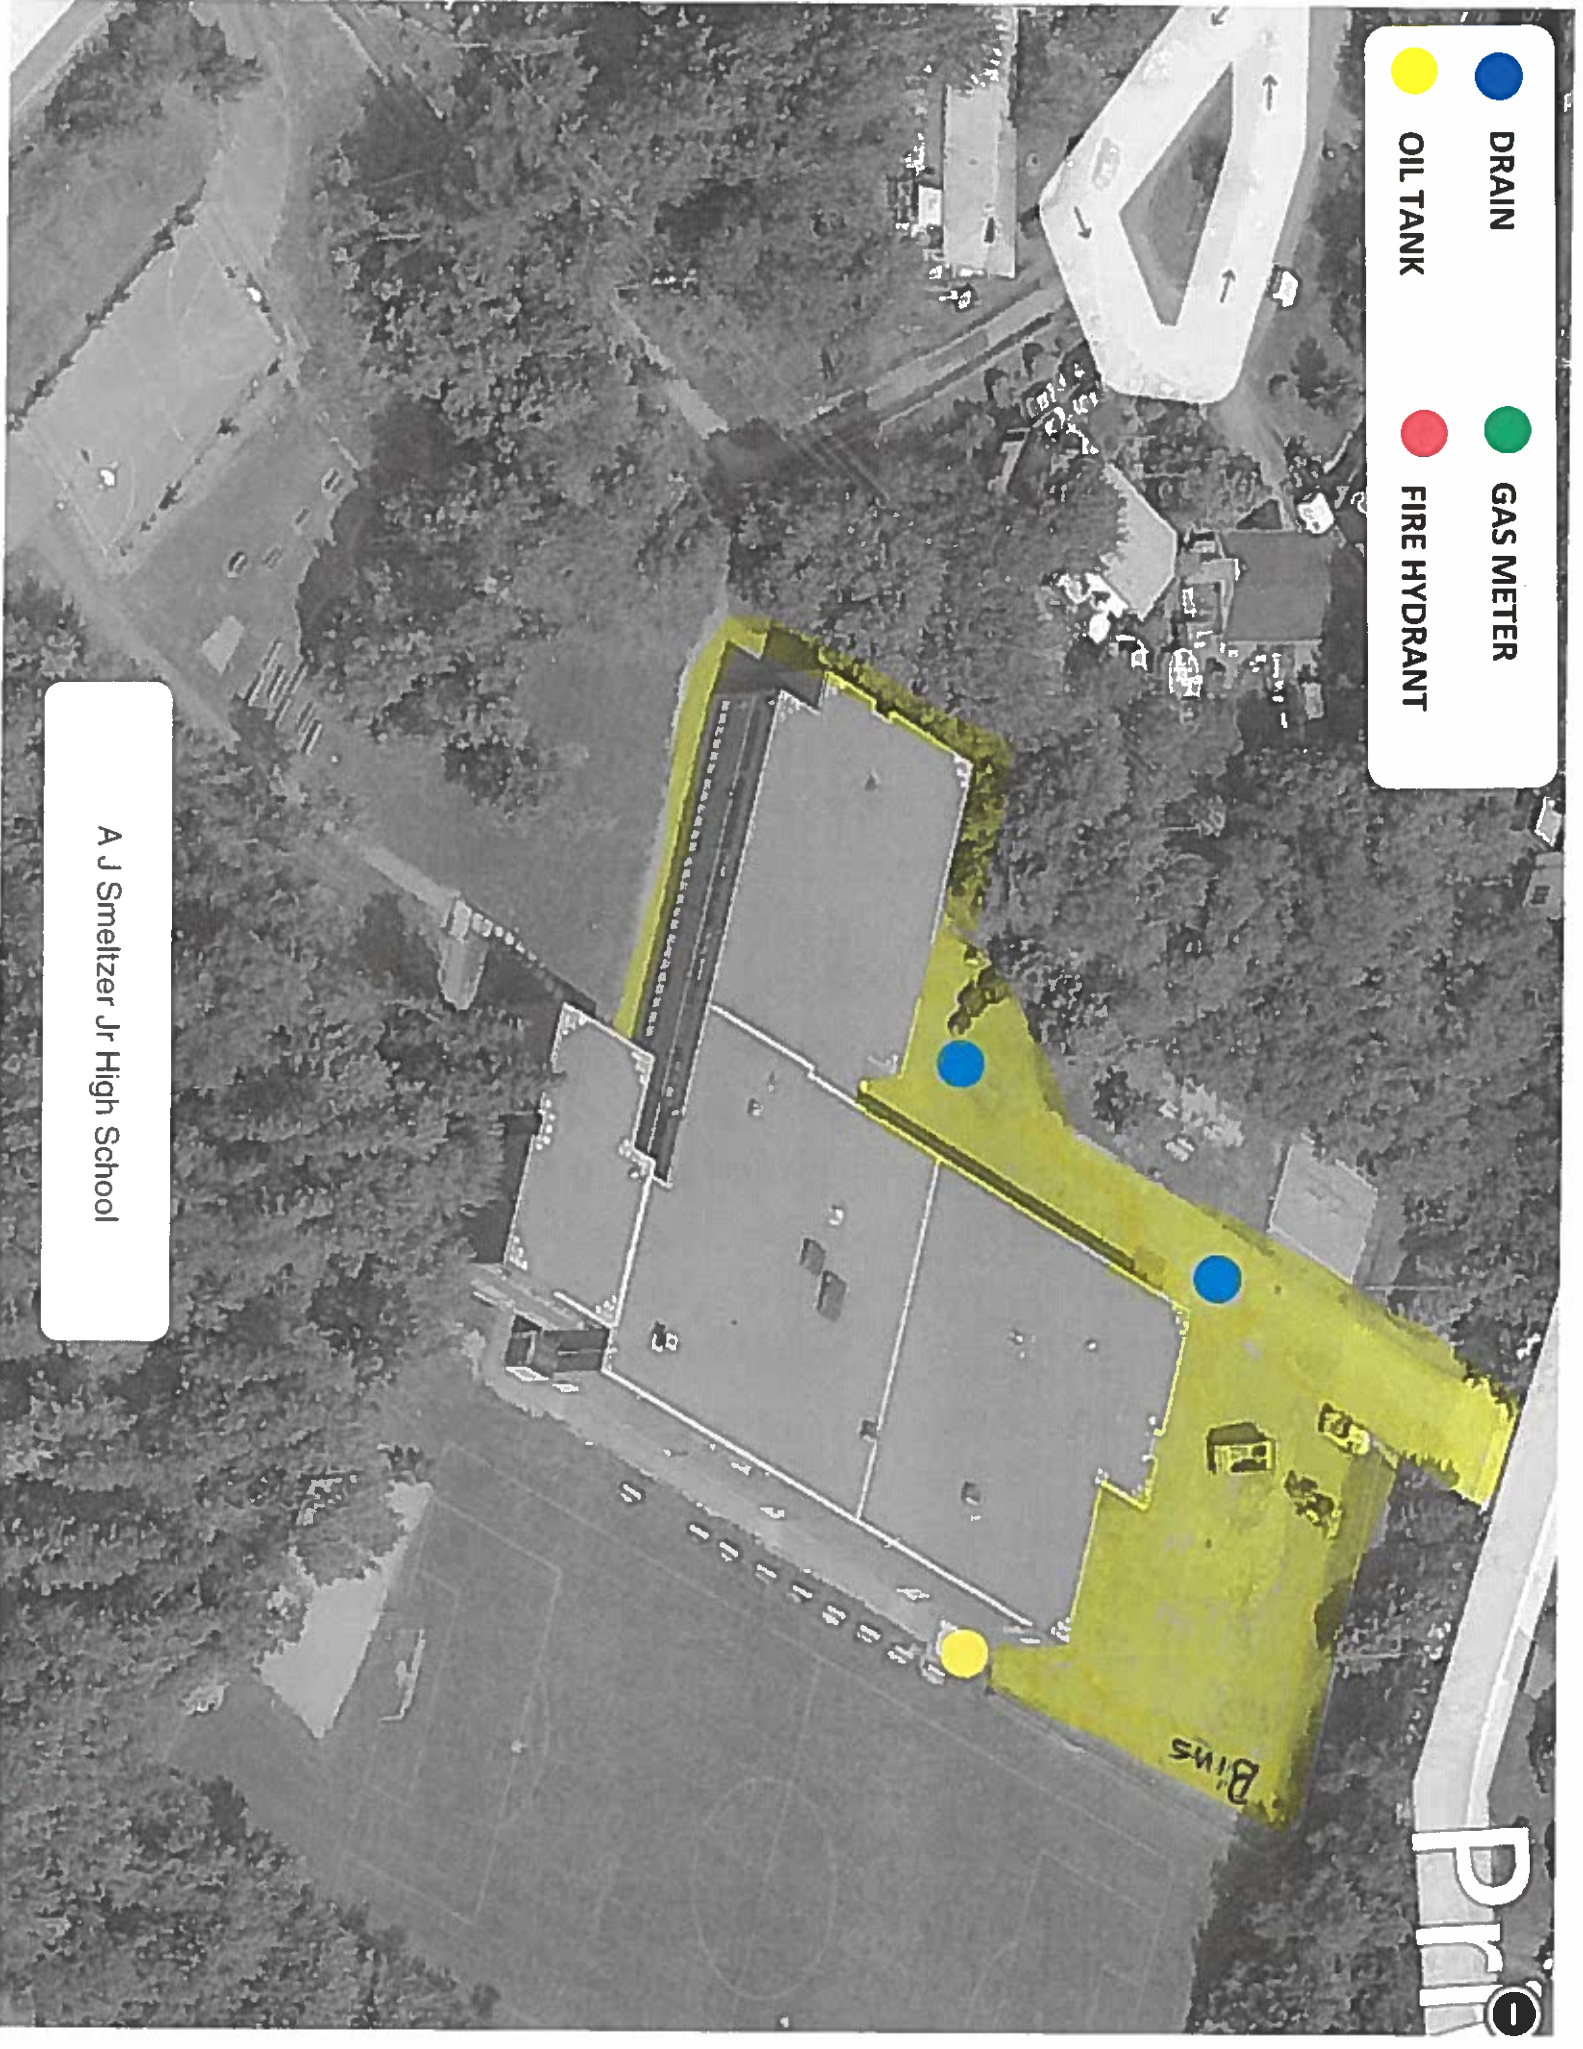 DRAIN
GAS METER
OIL TANK
FIRE HYDRANT
A J Smeltzer Jr High School
Bins
Pri